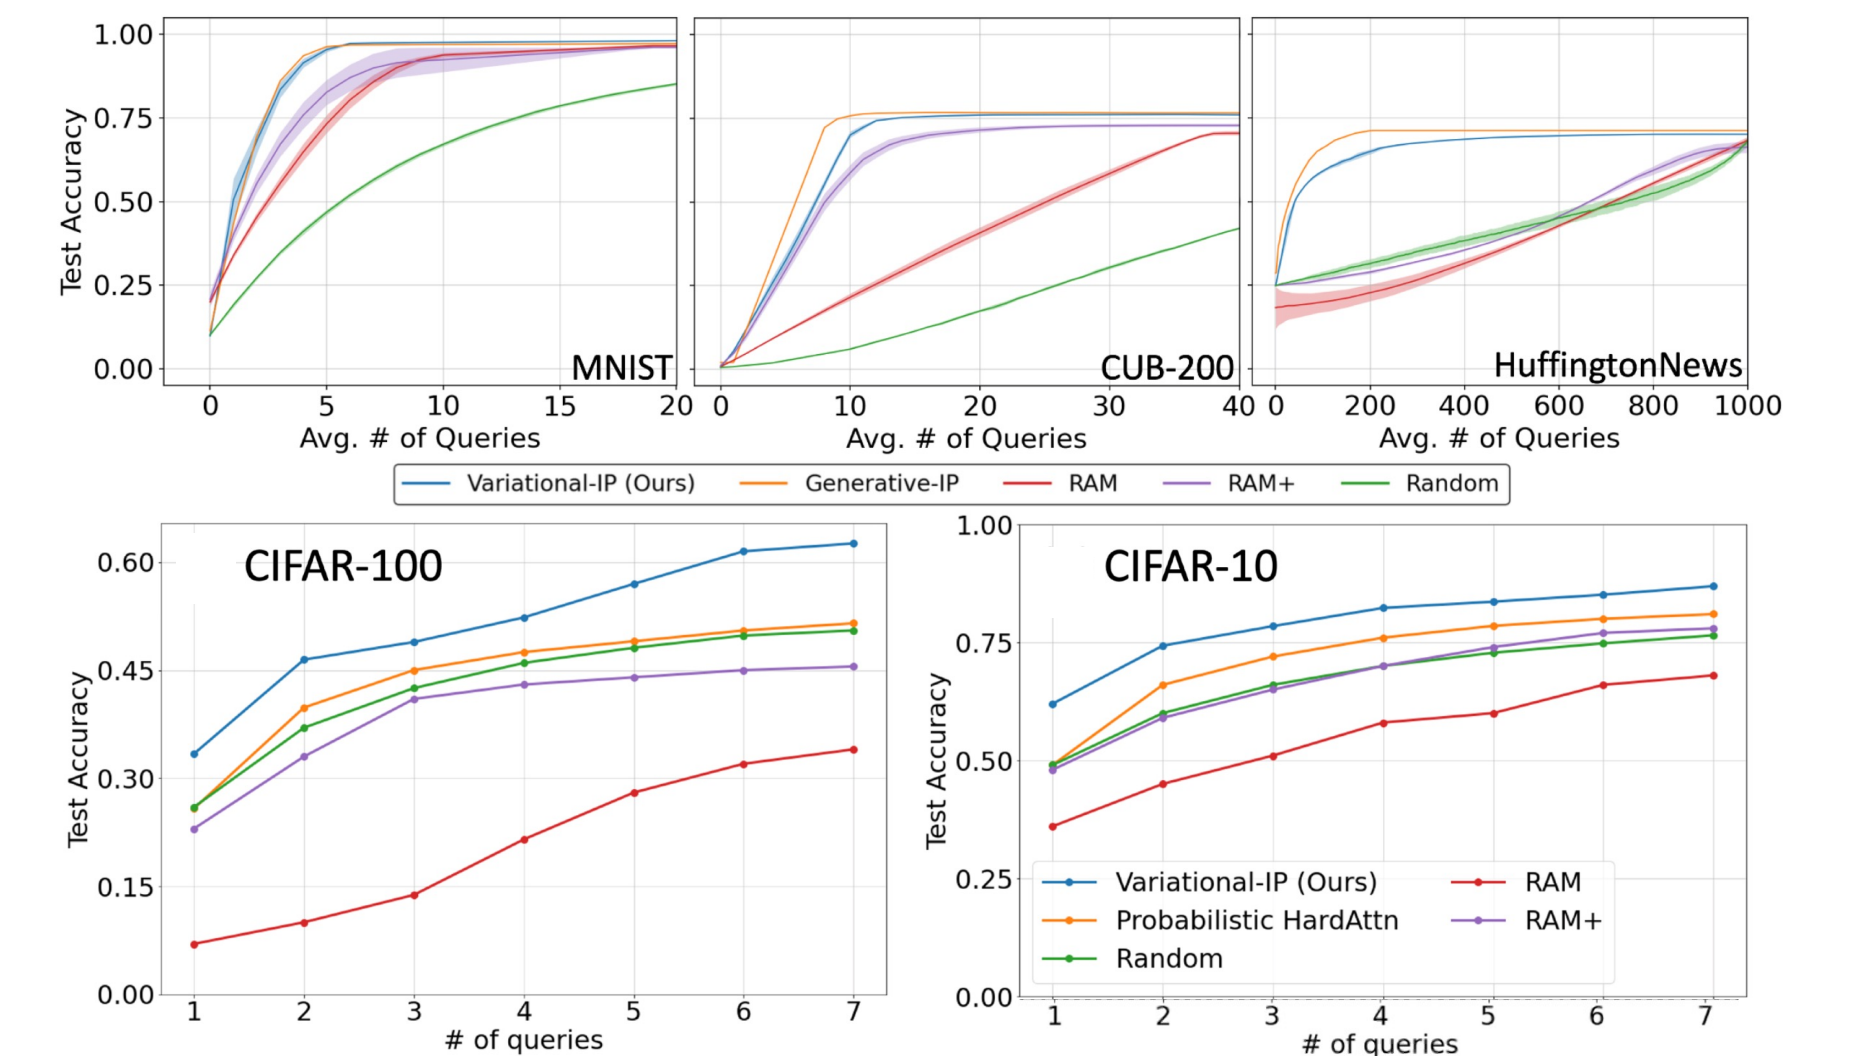 1.00
0.75
0.50
0.25
0.00
Test Accuracy
MNIST
0 5 10 15 20
Avg. # of Queries
CUB-200
0 10 20 30 40
Avg. # of Queries
HuffingtonNews
0 200 400 600 800 1000
Avg. # of Queries
Variational-IP (Ours) Generative-IP RAM RAM+ Random
CIFAR-100
0.60
0.45
0.30
0.15
0.00
Test Accuracy
1 2 3 4 5 6 7
# of queries
CIFAR-10
1.00
0.75
0.50
0.25
0.00
Test Accuracy
Variational-IP (Ours) RAM
Probabilistic HardAttn RAM+
Random
1 2 3 4 5 6 7
# of queries